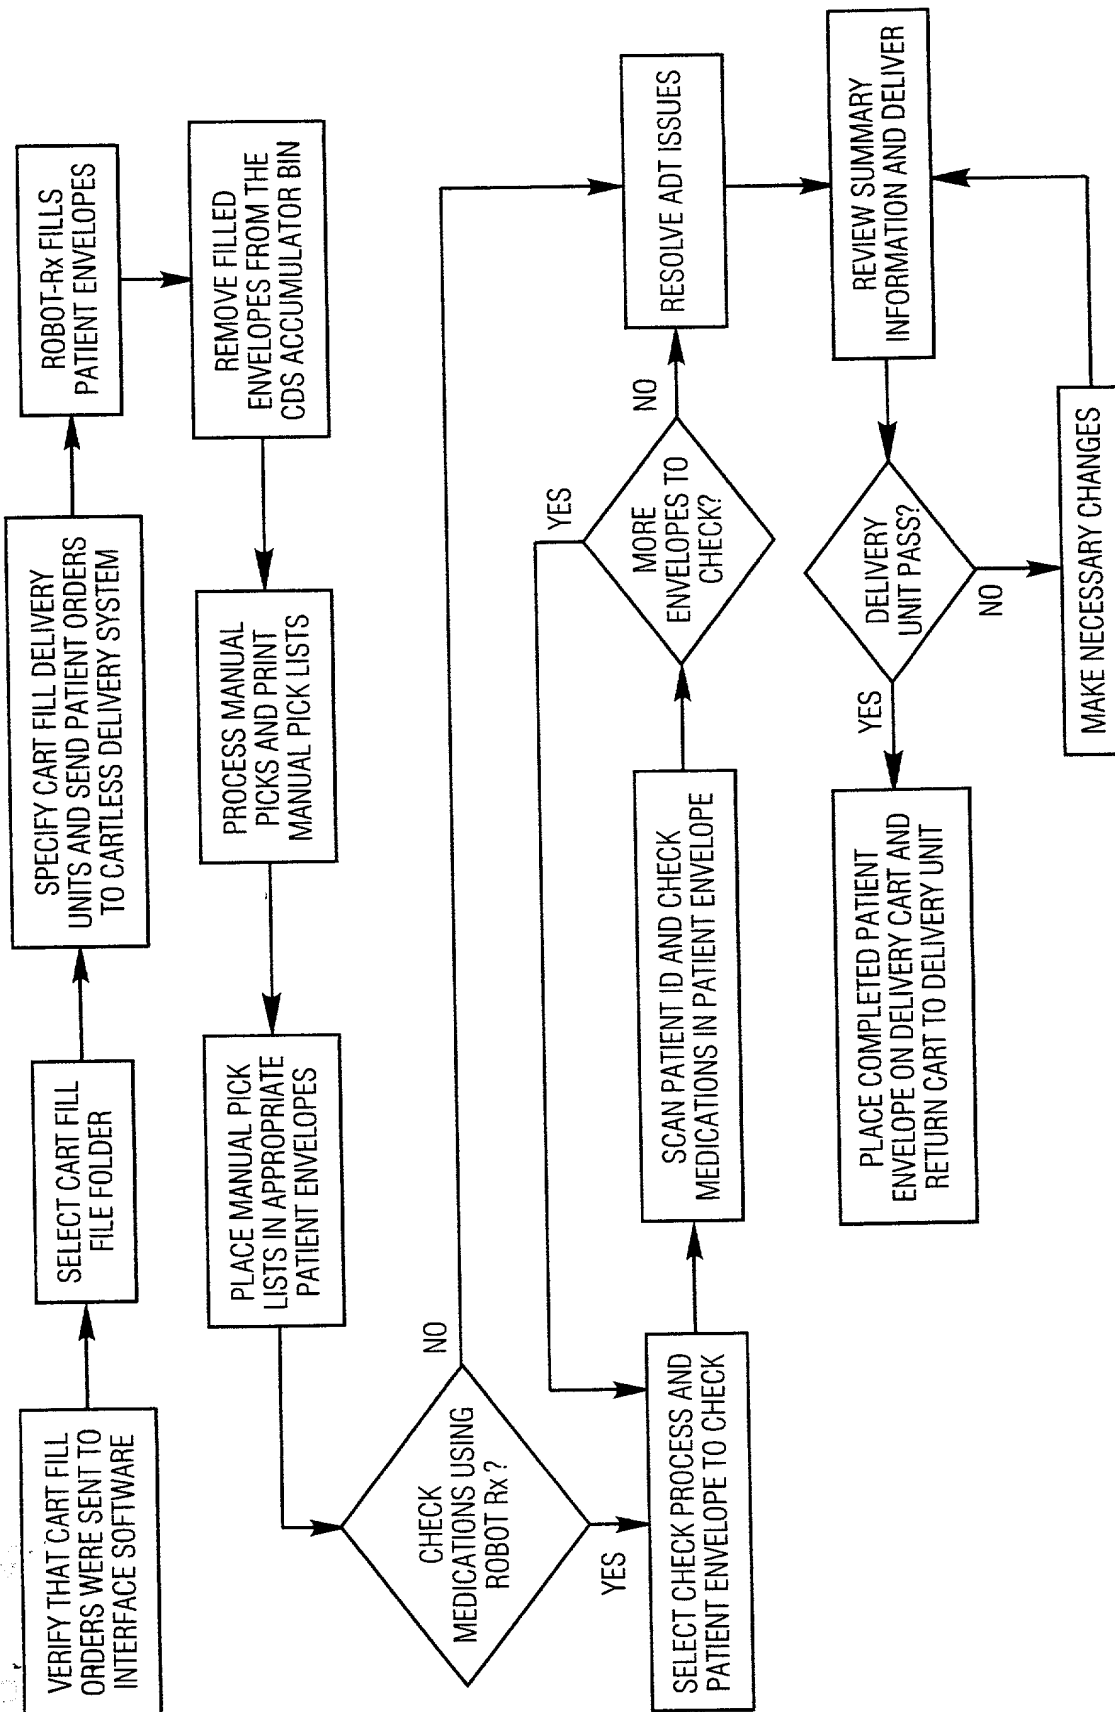 VERIFY THAT CART FILL
ORDERS WERE SENT TO
INTERFACE SOFTWARE
SELECT CART FILL
FILE FOLDER
SPECIFY CART FILL DELIVERY
UNITS AND SEND PATIENT ORDERS
TO CARTLESS DELIVERY SYSTEM
ROBOT-Rx FILLS
PATIENT ENVELOPES
REMOVE FILLED
ENVELOPES FROM THE
CDS ACCUMULATOR BIN
PROCESS MANUAL
PICKS AND PRINT
MANUAL PICK LISTS
PLACE MANUAL PICK
LISTS IN APPROPRIATE
PATIENT ENVELOPES
CHECK
MEDICATIONS USING
ROBOT Rx?
NO
YES
SELECT CHECK PROCESS AND
PATIENT ENVELOPE TO CHECK
SCAN PATIENT ID AND CHECK
MEDICATIONS IN PATIENT ENVELOPE
MORE
ENVELOPES TO
CHECK?
YES
NO
RESOLVE ADT ISSUES
REVIEW SUMMARY
INFORMATION AND DELIVER
DELIVERY
UNIT PASS?
YES
NO
MAKE NECESSARY CHANGES
PLACE COMPLETED PATIENT
ENVELOPE ON DELIVERY CART AND
RETURN CART TO DELIVERY UNIT